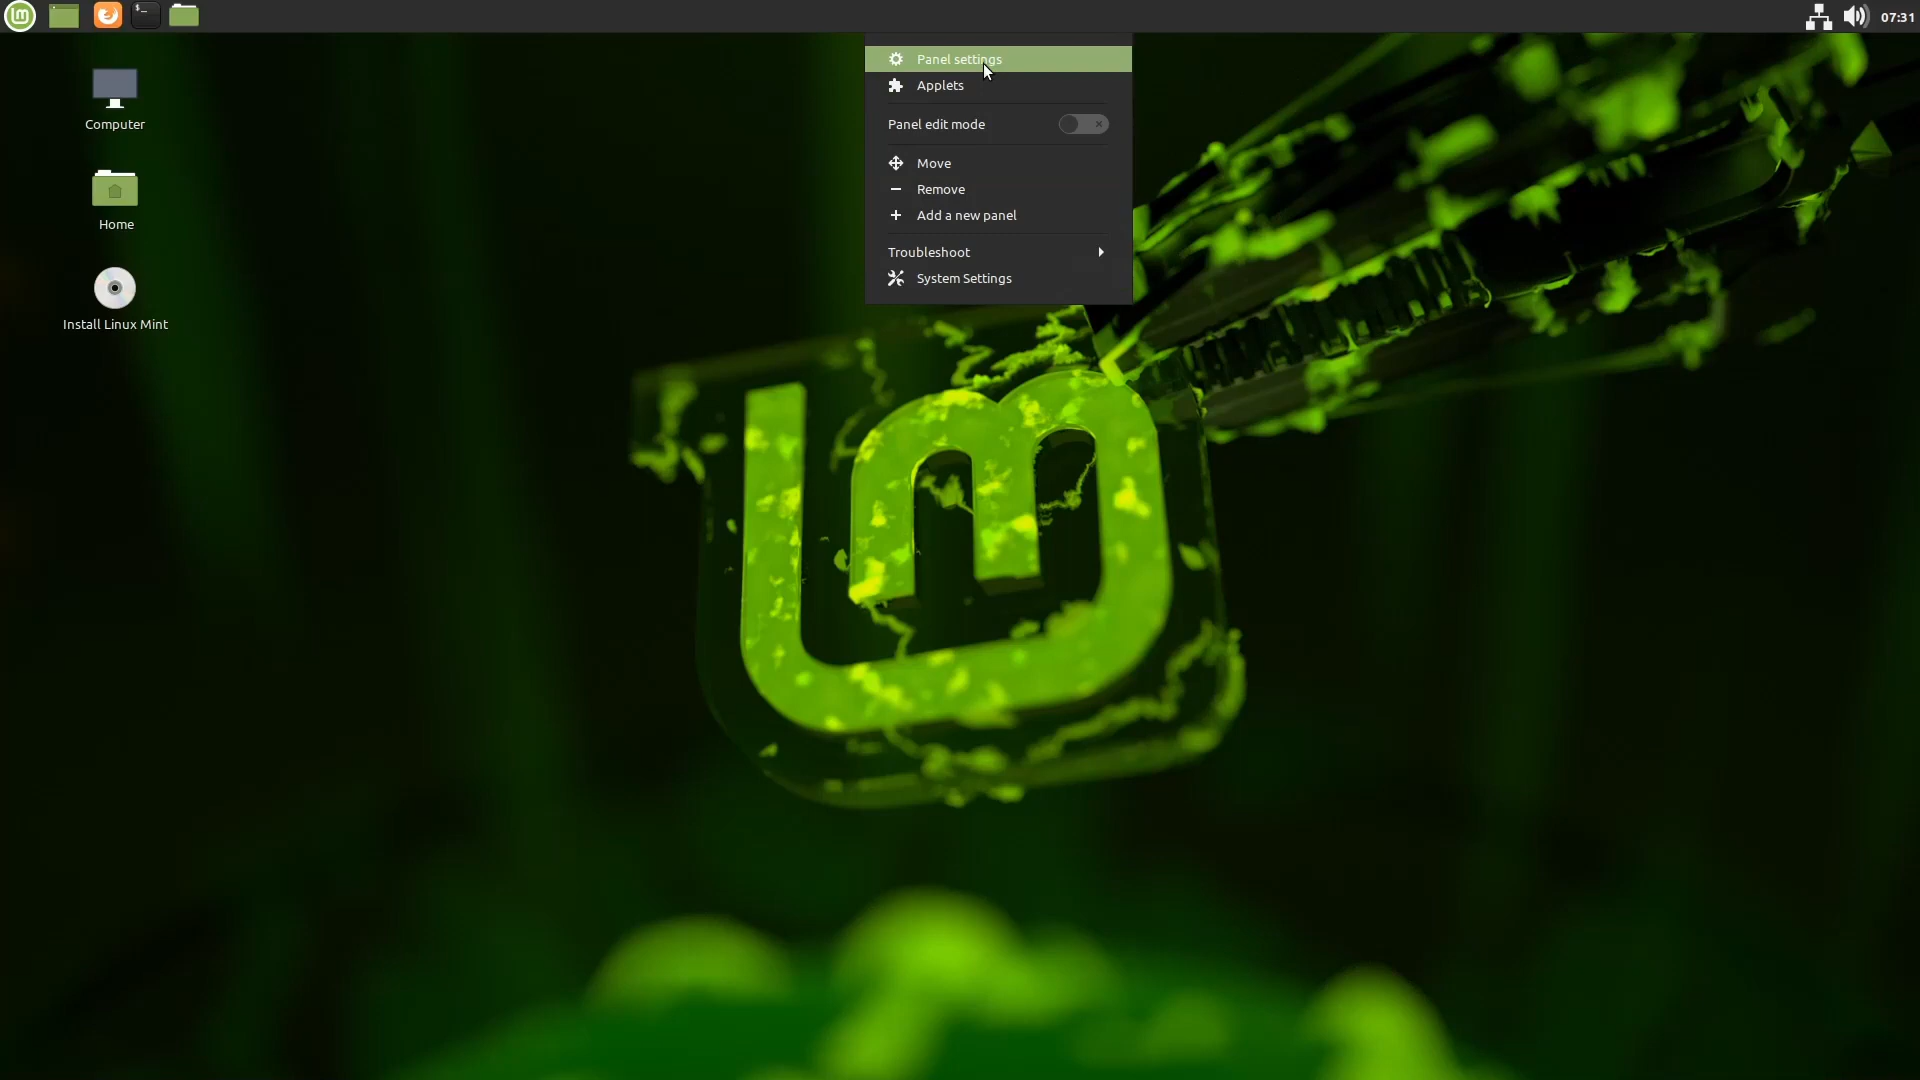 07:31
Panel settings
Applets
Panel edit mode
Move
Remove
Add a new panel
Troubleshoot
System Settings
Computer
Home
Install Linux Mint